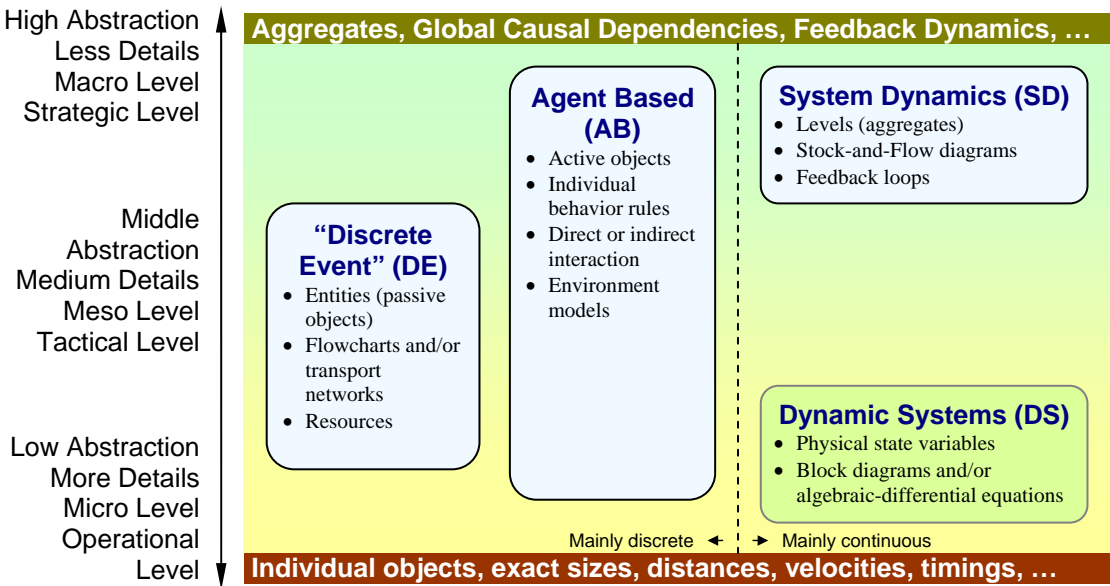 High Abstraction
Less Details
Macro Level
Strategic Level
Middle
Abstraction
Medium Details
Meso Level
Tactical Level
Low Abstraction
More Details
Micro Level
Operational
Level
Aggregates, Global Causal Dependencies, Feedback Dynamics, …
“Discrete
Event” (DE)
• Entities (passive
objects)
• Flowcharts and/or
transport
networks
• Resources
Agent Based
(AB)
• Active objects
• Individual
behavior rules
• Direct or indirect
interaction
• Environment
models
System Dynamics (SD)
• Levels (aggregates)
• Stock-and-Flow diagrams
• Feedback loops
Dynamic Systems (DS)
• Physical state variables
• Block diagrams and/or
algebraic-differential equations
Mainly discrete
Mainly continuous
Individual objects, exact sizes, distances, velocities, timings, …